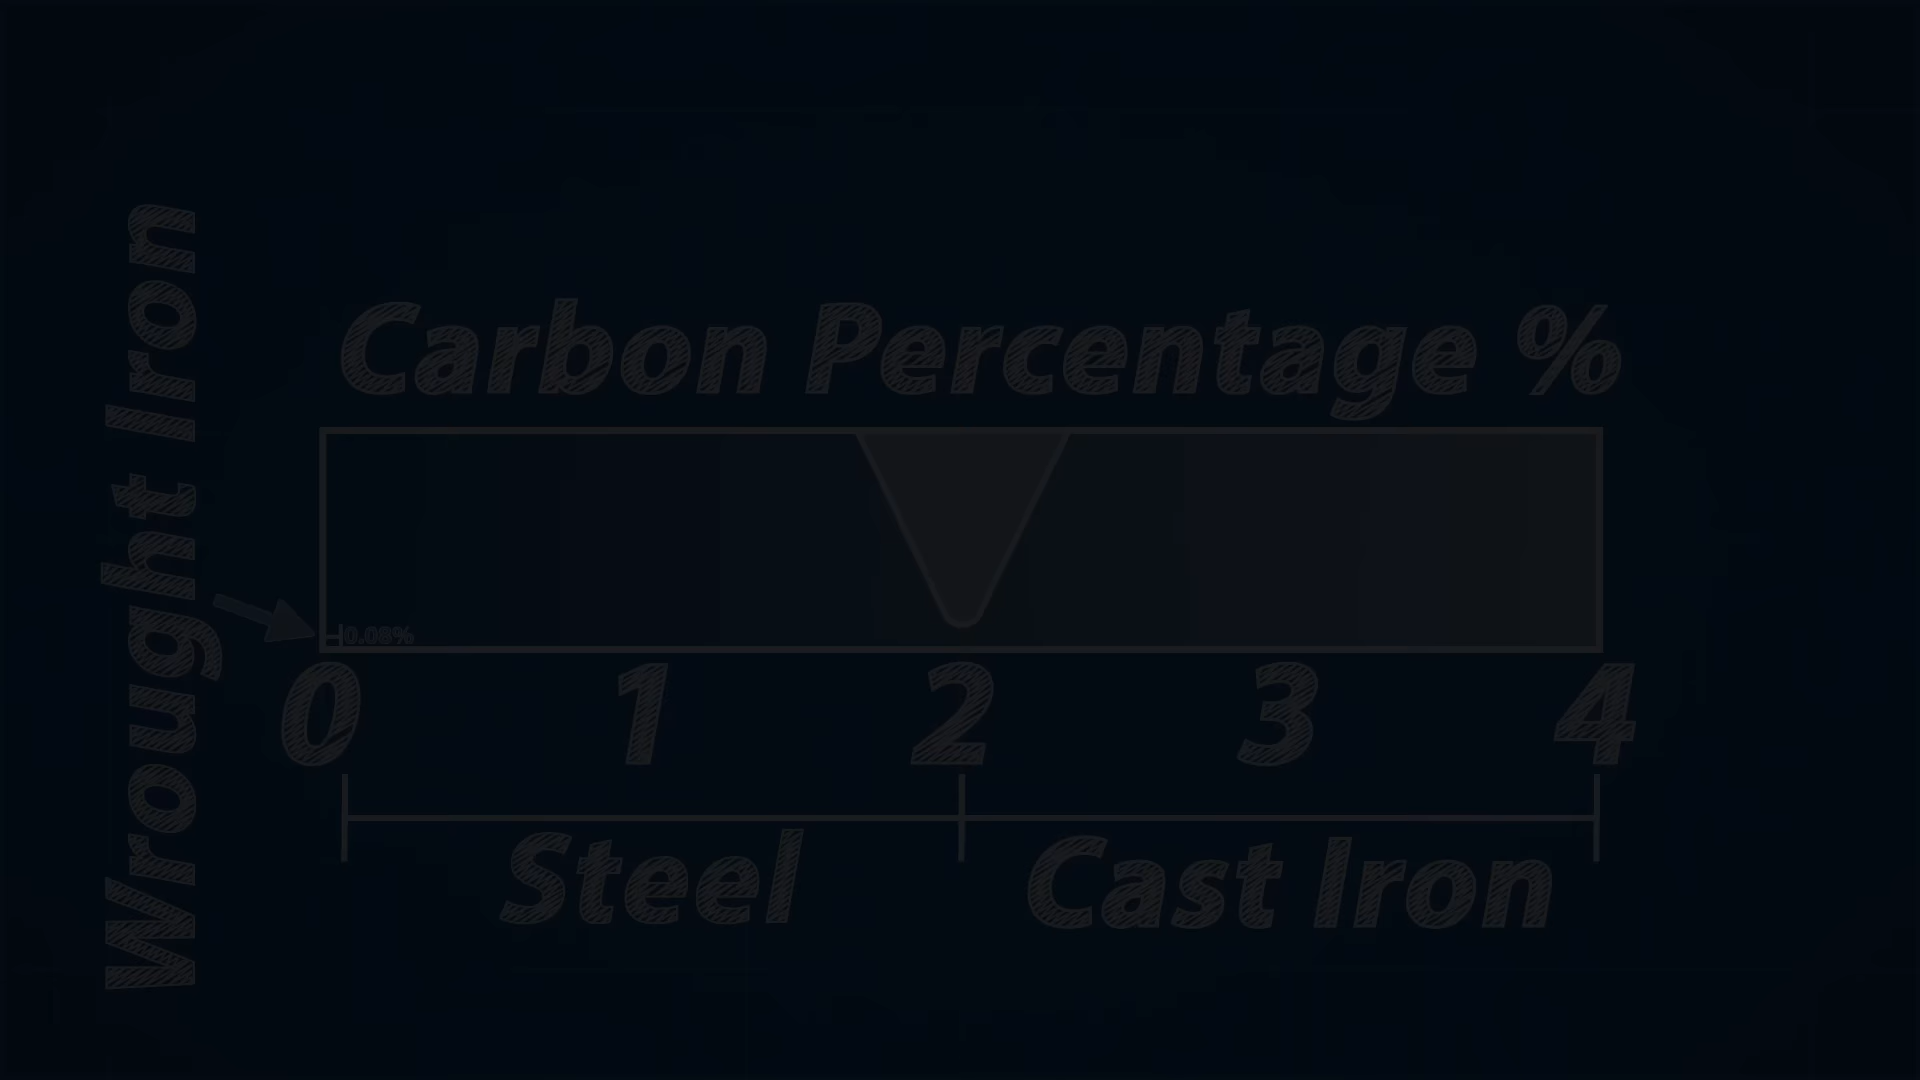 Wrought Iron
Carbon Percentage %
0.08%
0 1 2 3 4
Steel Cast Iron